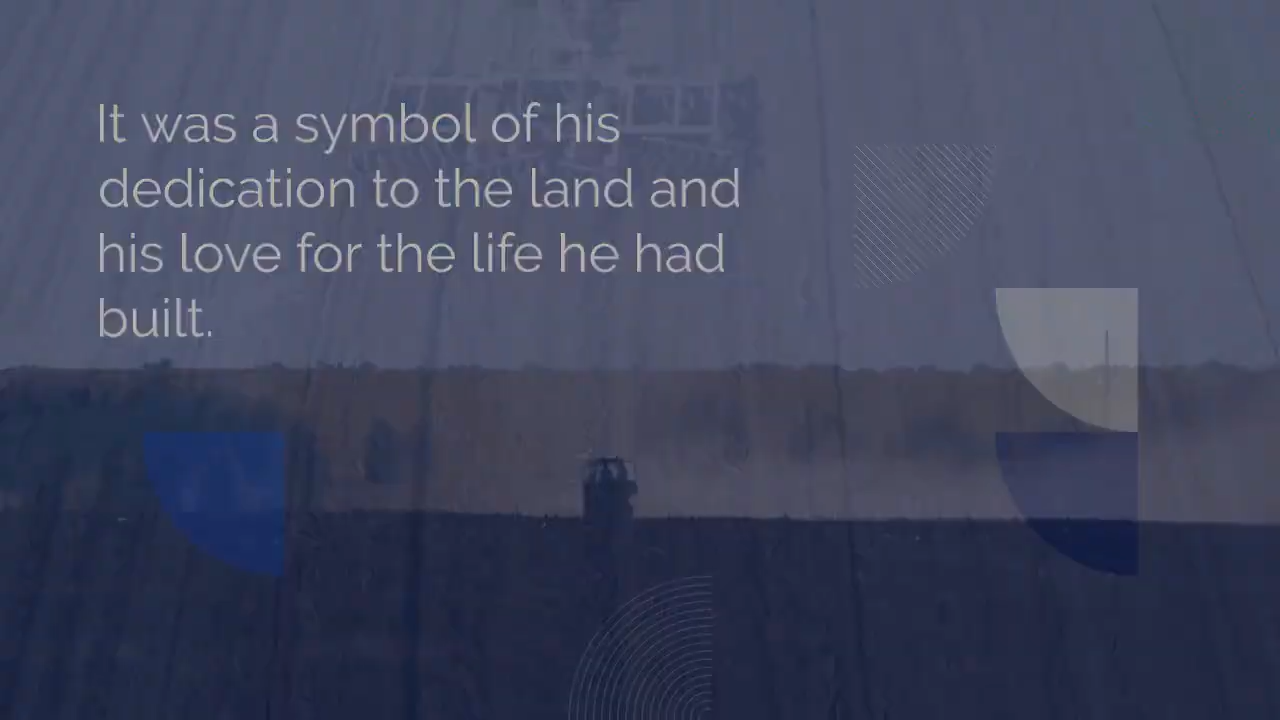 It was a symbol of his
dedication to the land and
his love for the life he had
built.